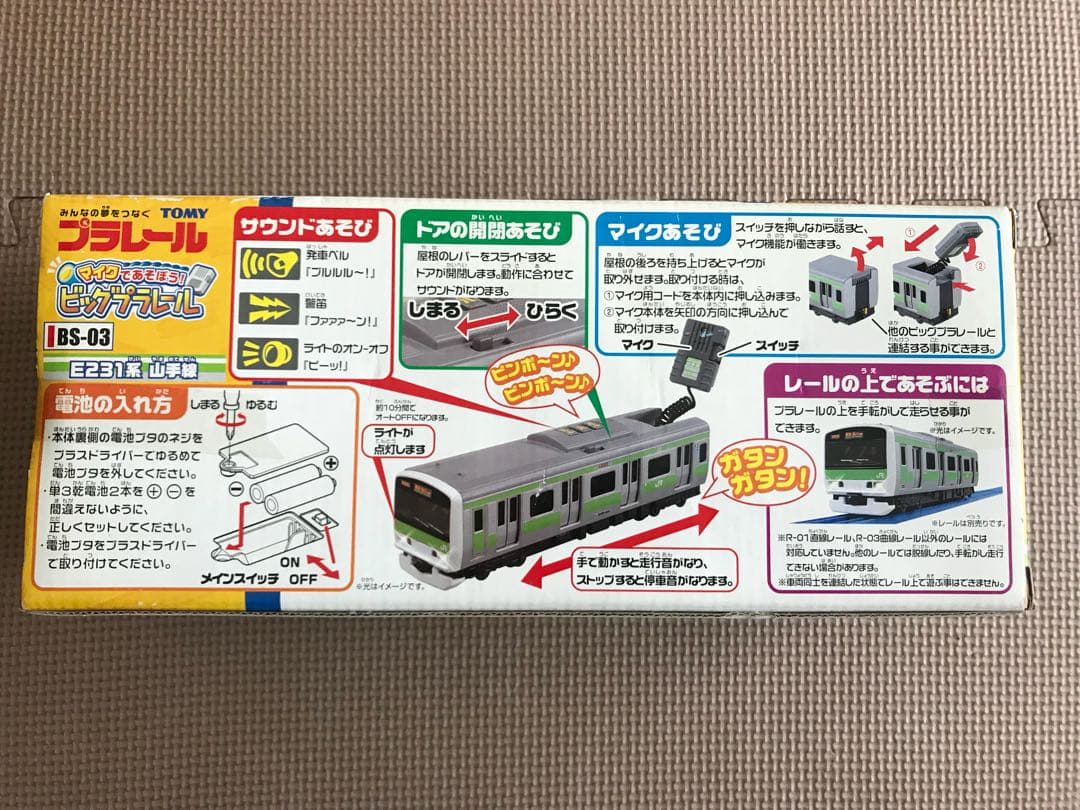 みんなの夢をつなぐ TOMY
プラレール
マイクであそぼう!
ビッグプラレール
BS-03
E231系 山手線
サウンドあそび
発車ベル
「プルルルル〜!」
警笛
「ファァァ〜ン!」
ライトのオン-オフ
「ピーッ!」
ドアの開閉あそび
屋根のレバーをスライドすると
ドアが開閉します。動作に合わせて
サウンドがなります。
しまる ひらく
ピンポ〜ン♪
ピンポ〜ン♪
マイクあそび
スイッチを押しながら話すと、
マイク機能が働きます。
屋根の後ろを持ち上げるとマイクが
取り外せます。取り付ける時は、
①マイク用コードを本体内に押し込みます。
②マイク本体を矢印の方向に押し込んで
取り付けます。
マイク スイッチ
① ②
他のビッグプラレールと
連結する事ができます。
電池の入れ方
しまる ゆるむ
・本体裏側の電池ブタのネジを
プラスドライバーでゆるめて
電池ブタを外してください。
・単3乾電池2本を⊕⊖を
間違えないように、
正しくセットしてください。
・電池ブタをプラスドライバー
で取り付けてください。
⊕
⊖
ON
メインスイッチ OFF
約10分間で
オートOFFになります。
ライトが
点灯します
ガタン
ガタン!
手で動かすと走行音がなり、
ストップすると停車音がなります。
※光はイメージです。
レールの上であそぶには
プラレールの上を手転がしで走らせる事が
できます。
※光はイメージです。
※レールは別売りです。
※R-01直線レール、R-03曲線レール以外のレールには
対応していません。他のレールでは脱線したり、手転がし走行
できない場合があります。
※車両同士を連結した状態でレール上で遊ぶ事はできません。